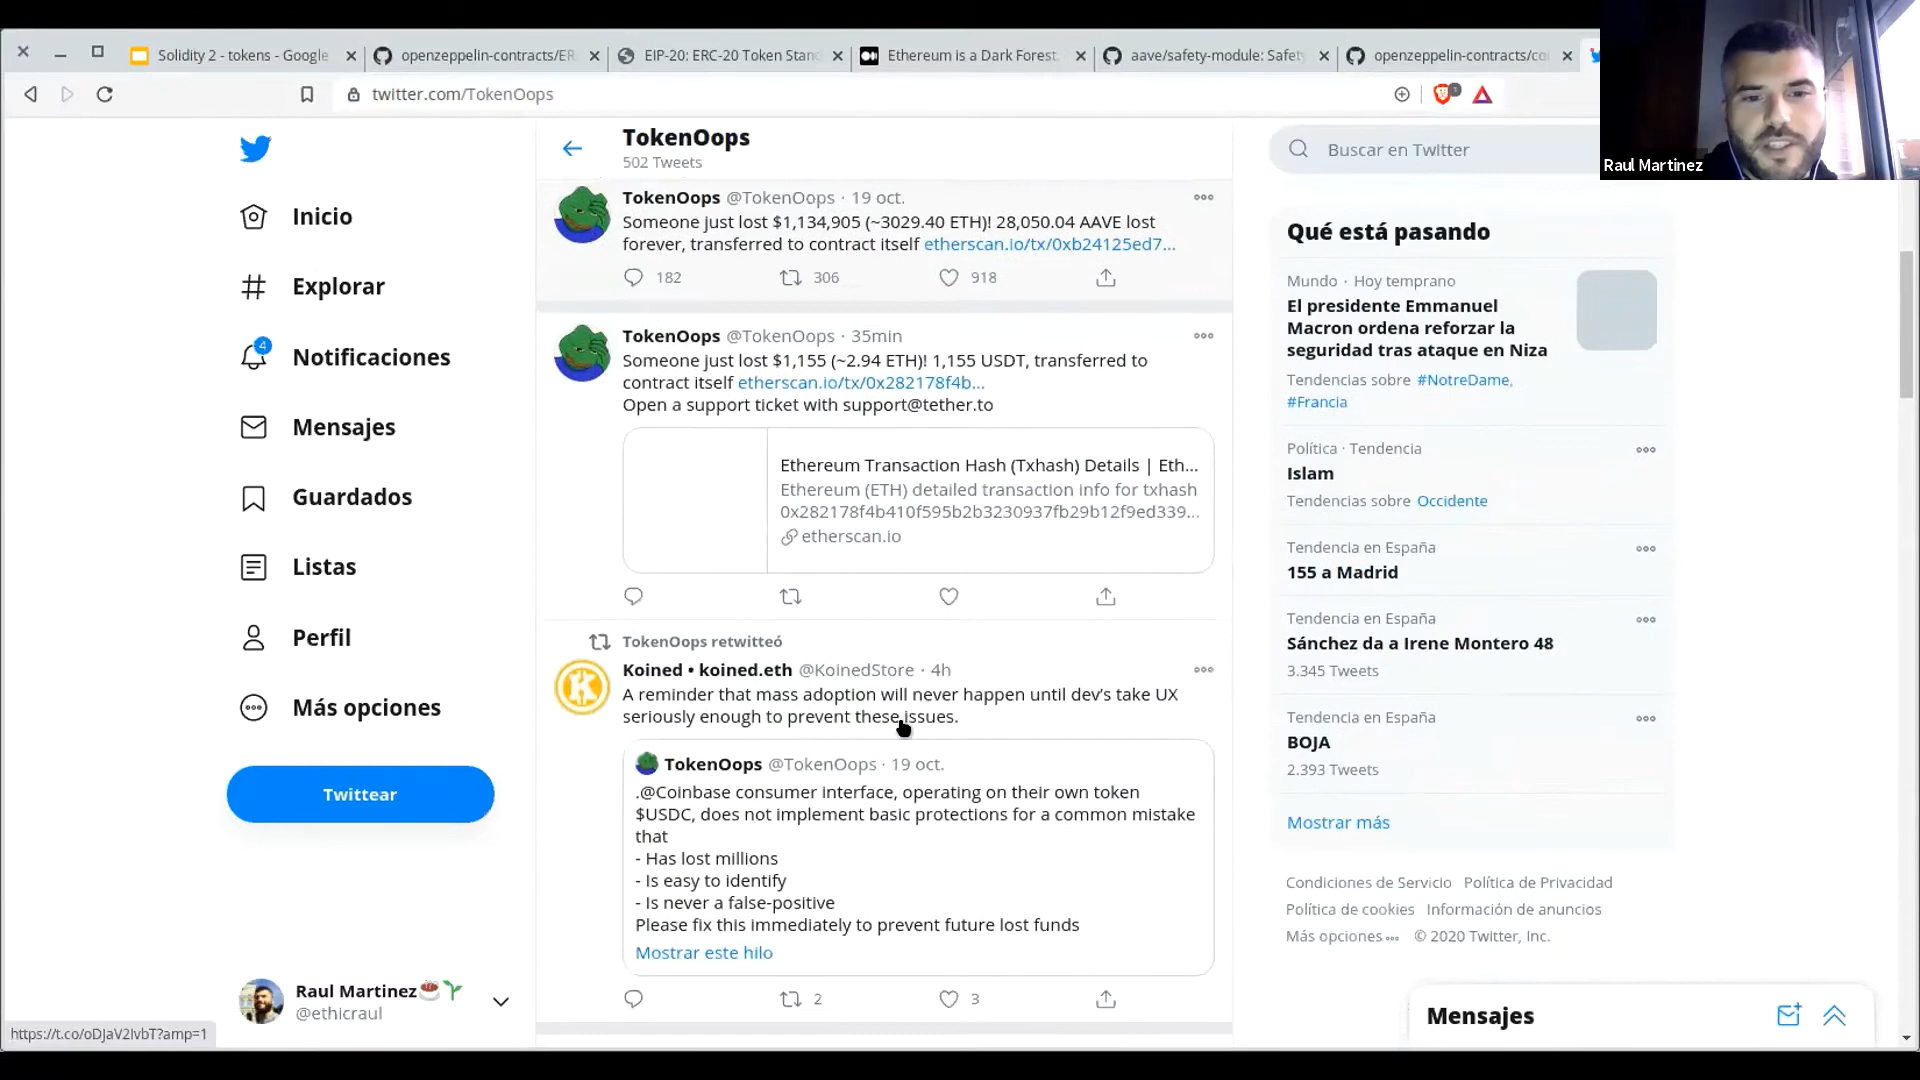 Solidity 2 - tokens - Google
openzeppelin-contracts/ER
EIP-20: ERC-20 Token Stan
Ethereum is a Dark Forest.
aave/safety-module: Safety
openzeppelin-contracts/co
twitter.com/TokenOops
1
Raul Martinez
Inicio
Explorar
4
Notificaciones
Mensajes
Guardados
Listas
Perfil
Más opciones
Twittear
Raul Martinez
@ethicraul
https://t.co/oDJaV2IvbT?amp=1
TokenOops
502 Tweets
TokenOops @TokenOops · 19 oct.
Someone just lost $1,134,905 (~3029.40 ETH)! 28,050.04 AAVE lost
forever, transferred to contract itself etherscan.io/tx/0xb24125ed7...
182 306 918
TokenOops @TokenOops · 35min
Someone just lost $1,155 (~2.94 ETH)! 1,155 USDT, transferred to
contract itself etherscan.io/tx/0x282178f4b...
Open a support ticket with support@tether.to
Ethereum Transaction Hash (Txhash) Details | Eth...
Ethereum (ETH) detailed transaction info for txhash
0x282178f4b410f595b2b3230937fb29b12f9ed339...
etherscan.io
TokenOops retwitteó
Koined • koined.eth @KoinedStore · 4h
A reminder that mass adoption will never happen until dev's take UX
seriously enough to prevent these issues.
TokenOops @TokenOops · 19 oct.
.@Coinbase consumer interface, operating on their own token
$USDC, does not implement basic protections for a common mistake
that
- Has lost millions
- Is easy to identify
- Is never a false-positive
Please fix this immediately to prevent future lost funds
Mostrar este hilo
2 3
Buscar en Twitter
Qué está pasando
Mundo · Hoy temprano
El presidente Emmanuel
Macron ordena reforzar la
seguridad tras ataque en Niza
Tendencias sobre #NotreDame,
#Francia
Política · Tendencia
Islam
Tendencias sobre Occidente
Tendencia en España
155 a Madrid
Tendencia en España
Sánchez da a Irene Montero 48
3.345 Tweets
Tendencia en España
BOJA
2.393 Tweets
Mostrar más
Condiciones de Servicio Política de Privacidad
Política de cookies Información de anuncios
Más opciones © 2020 Twitter, Inc.
Mensajes